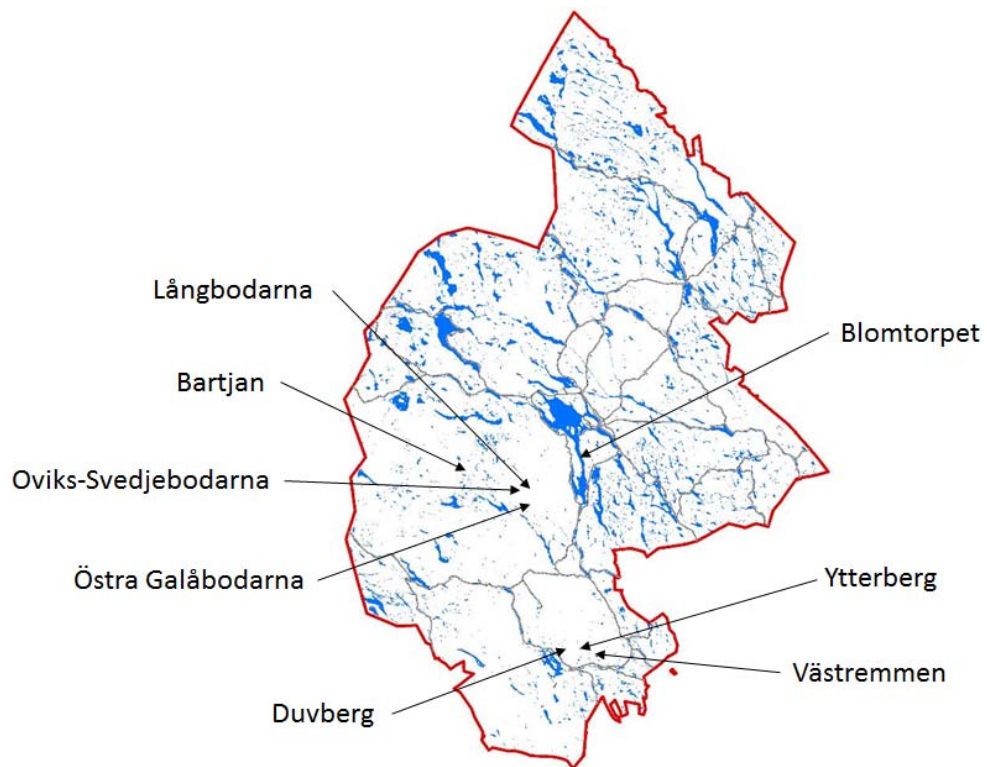 Långbodarna
Blomtorpet
Bartjan
Oviks-Svedjebodarna
Östra Galåbodarna
Ytterberg
Västremmen
Duvberg